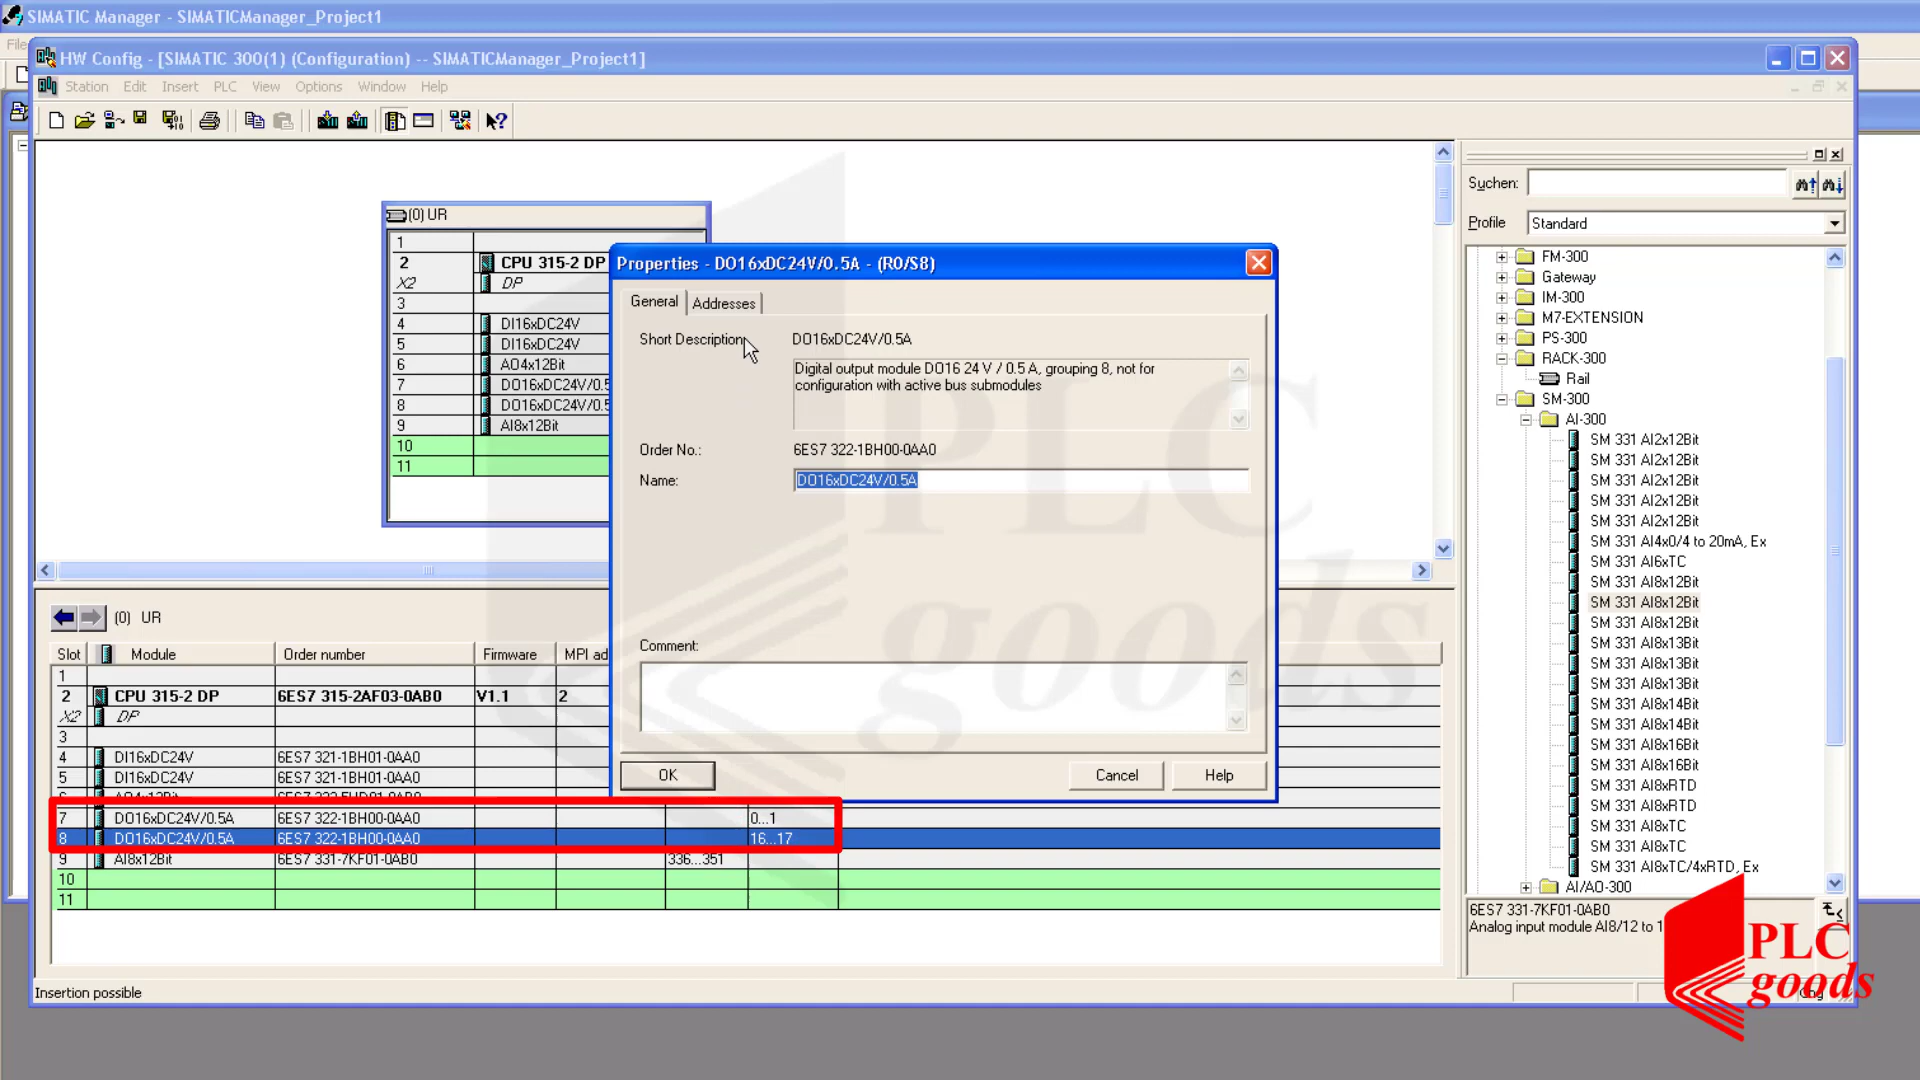 SIMATIC Manager - SIMATICManager_Project1
File
HW Config - [SIMATIC 300(1) (Configuration) -- SIMATICManager_Project1]
Station Edit Insert PLC View Options Window Help
(0) UR
1
2 CPU 315-2 DP
X2 DP
3
4 DI16xDC24V
5 DI16xDC24V
6 AO4x12Bit
7 DO16xDC24V/0.5
8 DO16xDC24V/0.5
9 AI8x12Bit
10
11
Properties - DO16xDC24V/0.5A - (R0/S8)
General Addresses
Short Description: DO16xDC24V/0.5A
Digital output module DO16 24 V / 0.5 A, grouping 8, not for
configuration with active bus submodules
Order No.: 6ES7 322-1BH00-0AA0
Name: DO16xDC24V/0.5A
Comment:
OK Cancel Help
(0) UR
Slot Module Order number Firmware MPI ad
1
2 CPU 315-2 DP 6ES7 315-2AF03-0AB0 V1.1 2
X2 DP
3
4 DI16xDC24V 6ES7 321-1BH01-0AA0
5 DI16xDC24V 6ES7 321-1BH01-0AA0
7 DO16xDC24V/0.5A 6ES7 322-1BH00-0AA0 0...1
8 DO16xDC24V/0.5A 6ES7 322-1BH00-0AA0 16...17
9 AI8x12Bit 6ES7 331-7KF01-0AB0 336...351
10
11
Insertion possible
Suchen:
Profile Standard
FM-300
Gateway
IM-300
M7-EXTENSION
PS-300
RACK-300
Rail
SM-300
AI-300
SM 331 AI2x12Bit
SM 331 AI2x12Bit
SM 331 AI2x12Bit
SM 331 AI2x12Bit
SM 331 AI2x12Bit
SM 331 AI4x0/4 to 20mA, Ex
SM 331 AI6xTC
SM 331 AI8x12Bit
SM 331 AI8x12Bit
SM 331 AI8x12Bit
SM 331 AI8x13Bit
SM 331 AI8x13Bit
SM 331 AI8x13Bit
SM 331 AI8x14Bit
SM 331 AI8x14Bit
SM 331 AI8x16Bit
SM 331 AI8x16Bit
SM 331 AI8xRTD
SM 331 AI8xRTD
SM 331 AI8xTC
SM 331 AI8xTC
SM 331 AI8xTC/4xRTD, Ex
AI/AO-300
6ES7 331-7KF01-0AB0
Analog input module AI8/12 to 1
PLC
goods
Chg
PLC
goods